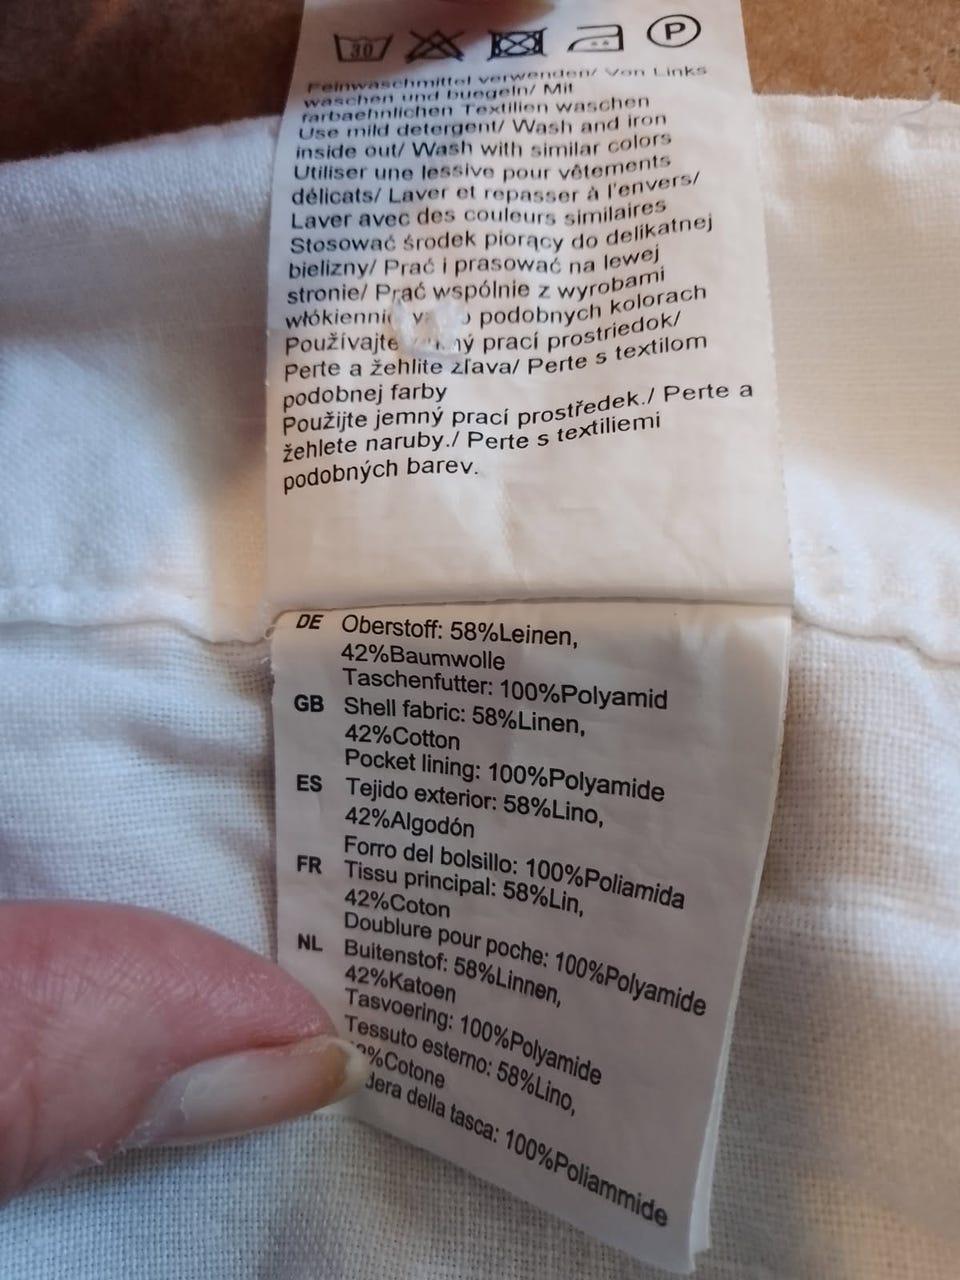 30 P
Feinwaschmittel verwenden/ Von Links
waschen und buegeln/ Mit
farbaehnlichen Textilien waschen
Use mild detergent/ Wash and iron
inside out/ Wash with similar colors
Utiliser une lessive pour vêtements
délicats/ Laver et repasser à l'envers/
Laver avec des couleurs similaires
Stosować środek piorący do delikatnej
bielizny/ Prać i prasować na lewej
stronie/ Prać wspólnie z wyrobami
podobnych kolorach
Používajte prací prostriedok/
Perte a žehlite zľava/ Perte s textilom
podobnej farby
Použijte jemný prací prostředek./ Perte a
žehlete naruby./ Perte s textiliemi
podobných barev.
DE Oberstoff: 58%Leinen,
42%Baumwolle
Taschenfutter: 100%Polyamid
GB Shell fabric: 58%Linen,
42%Cotton
Pocket lining: 100%Polyamide
ES Tejido exterior: 58%Lino,
42%Algodón
Forro del bolsillo: 100%Poliamida
FR Tissu principal: 58%Lin,
42%Coton
Doublure pour poche: 100%Polyamide
NL Buitenstof: 58%Linnen,
42%Katoen
Tasvoering: 100%Polyamide
Tessuto esterno: 58%Lino,
%Cotone
della tasca: 100%Poliammide